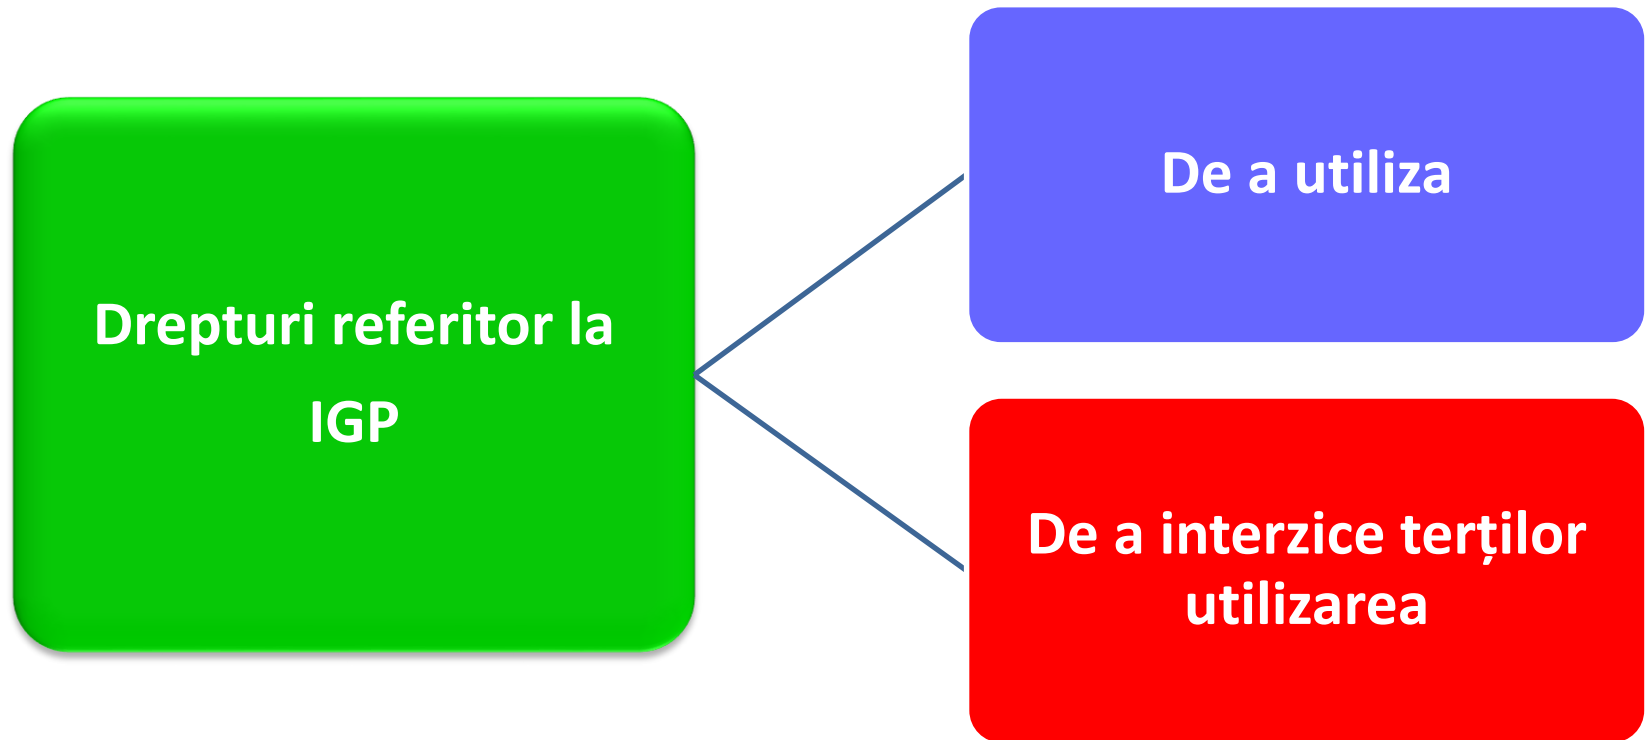 Drepturi referitor la
IGP
De a utiliza
De a interzice terților
utilizarea